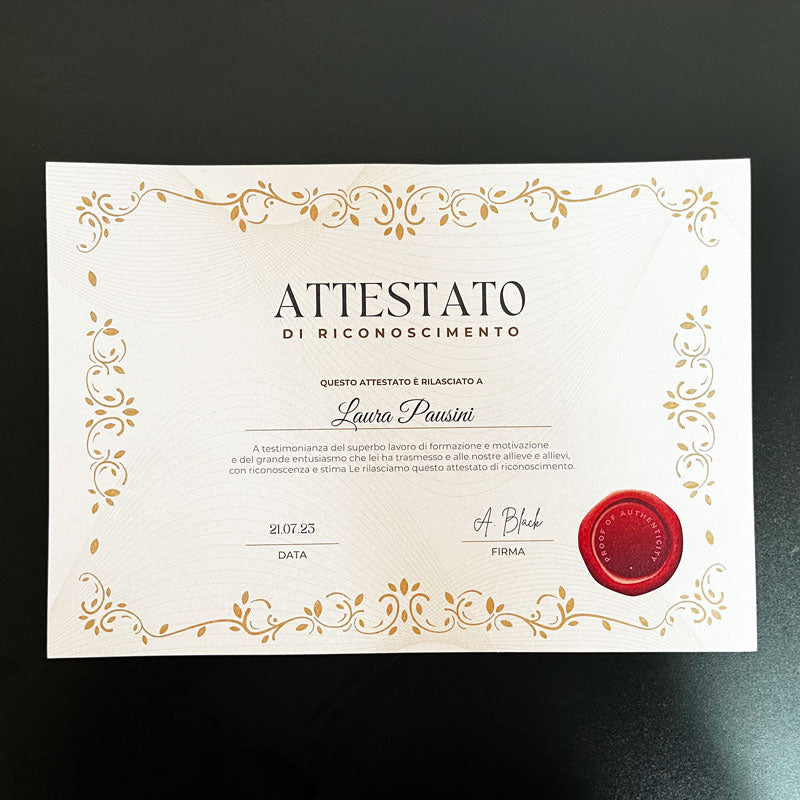 ATTESTATO
DI RICONOSCIMENTO
QUESTO ATTESTATO È RILASCIATO A
Laura Pausini
A testimonianza del superbo lavoro di formazione e motivazione
e del grande entusiasmo che lei ha trasmesso e alle nostre allieve e allievi,
con riconoscenza e stima Le rilasciamo questo attestato di riconoscimento.
21.07.23
DATA
A. Black
FIRMA
PROOF OF AUTHENTICITY